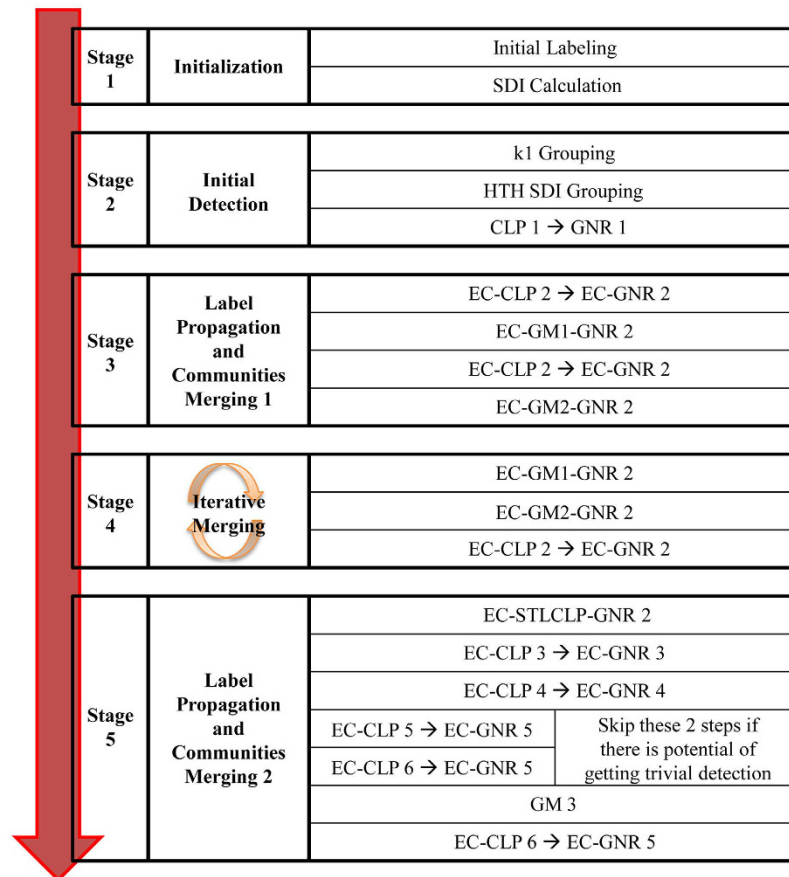 Stage
1
Initialization
Initial Labeling
SDI Calculation
Stage
2
Initial
Detection
k1 Grouping
HTH SDI Grouping
CLP 1 → GNR 1
Stage
3
Label
Propagation
and
Communities
Merging 1
EC-CLP 2 → EC-GNR 2
EC-GM1-GNR 2
EC-CLP 2 → EC-GNR 2
EC-GM2-GNR 2
Stage
4
Iterative
Merging
EC-GM1-GNR 2
EC-GM2-GNR 2
EC-CLP 2 → EC-GNR 2
Stage
5
Label
Propagation
and
Communities
Merging 2
EC-STLCLP-GNR 2
EC-CLP 3 → EC-GNR 3
EC-CLP 4 → EC-GNR 4
EC-CLP 5 → EC-GNR 5
EC-CLP 6 → EC-GNR 5
Skip these 2 steps if
there is potential of
getting trivial detection
GM 3
EC-CLP 6 → EC-GNR 5